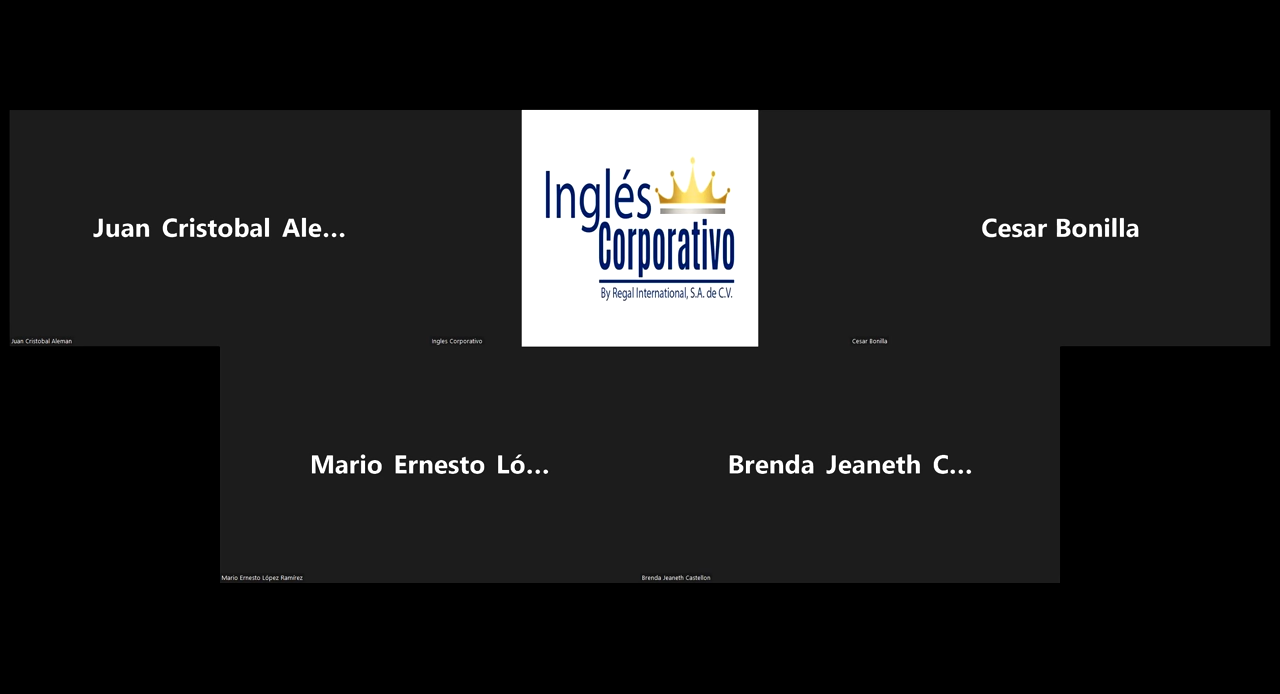 Juan Cristobal Ale...
Inglés
Corporativo
By Regal International, S.A. de C.V.
Cesar Bonilla
Juan Cristobal Aleman
Ingles Corporativo
Cesar Bonilla
Mario Ernesto Ló...
Brenda Jeaneth C...
Mario Ernesto López Ramírez
Brenda Jeaneth Castellon